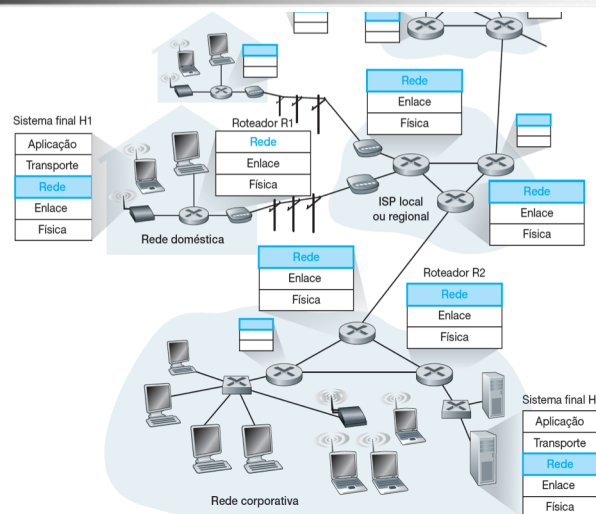 Rede
Enlace
Física
Sistema final H1
Aplicação
Transporte
Rede
Enlace
Física
Roteador R1
Rede
Enlace
Física
Rede doméstica
ISP local
ou regional
Rede
Enlace
Física
Rede
Enlace
Física
Roteador R2
Rede
Enlace
Física
Sistema final H
Aplicação
Transporte
Rede
Enlace
Física
Rede corporativa